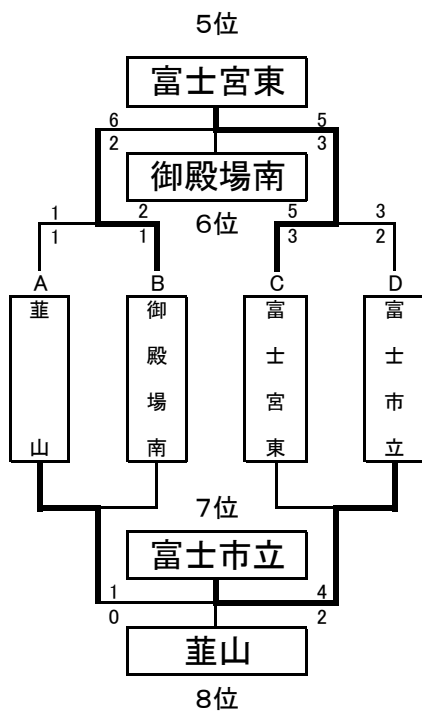 5位
富士宮東
6 5
2 3
御殿場南
6位
1 2 5 3
1 1 3 2
A B C D
韮山
御殿場南
富士宮東
富士市立
7位
富士市立
1 4
0 2
韮山
8位